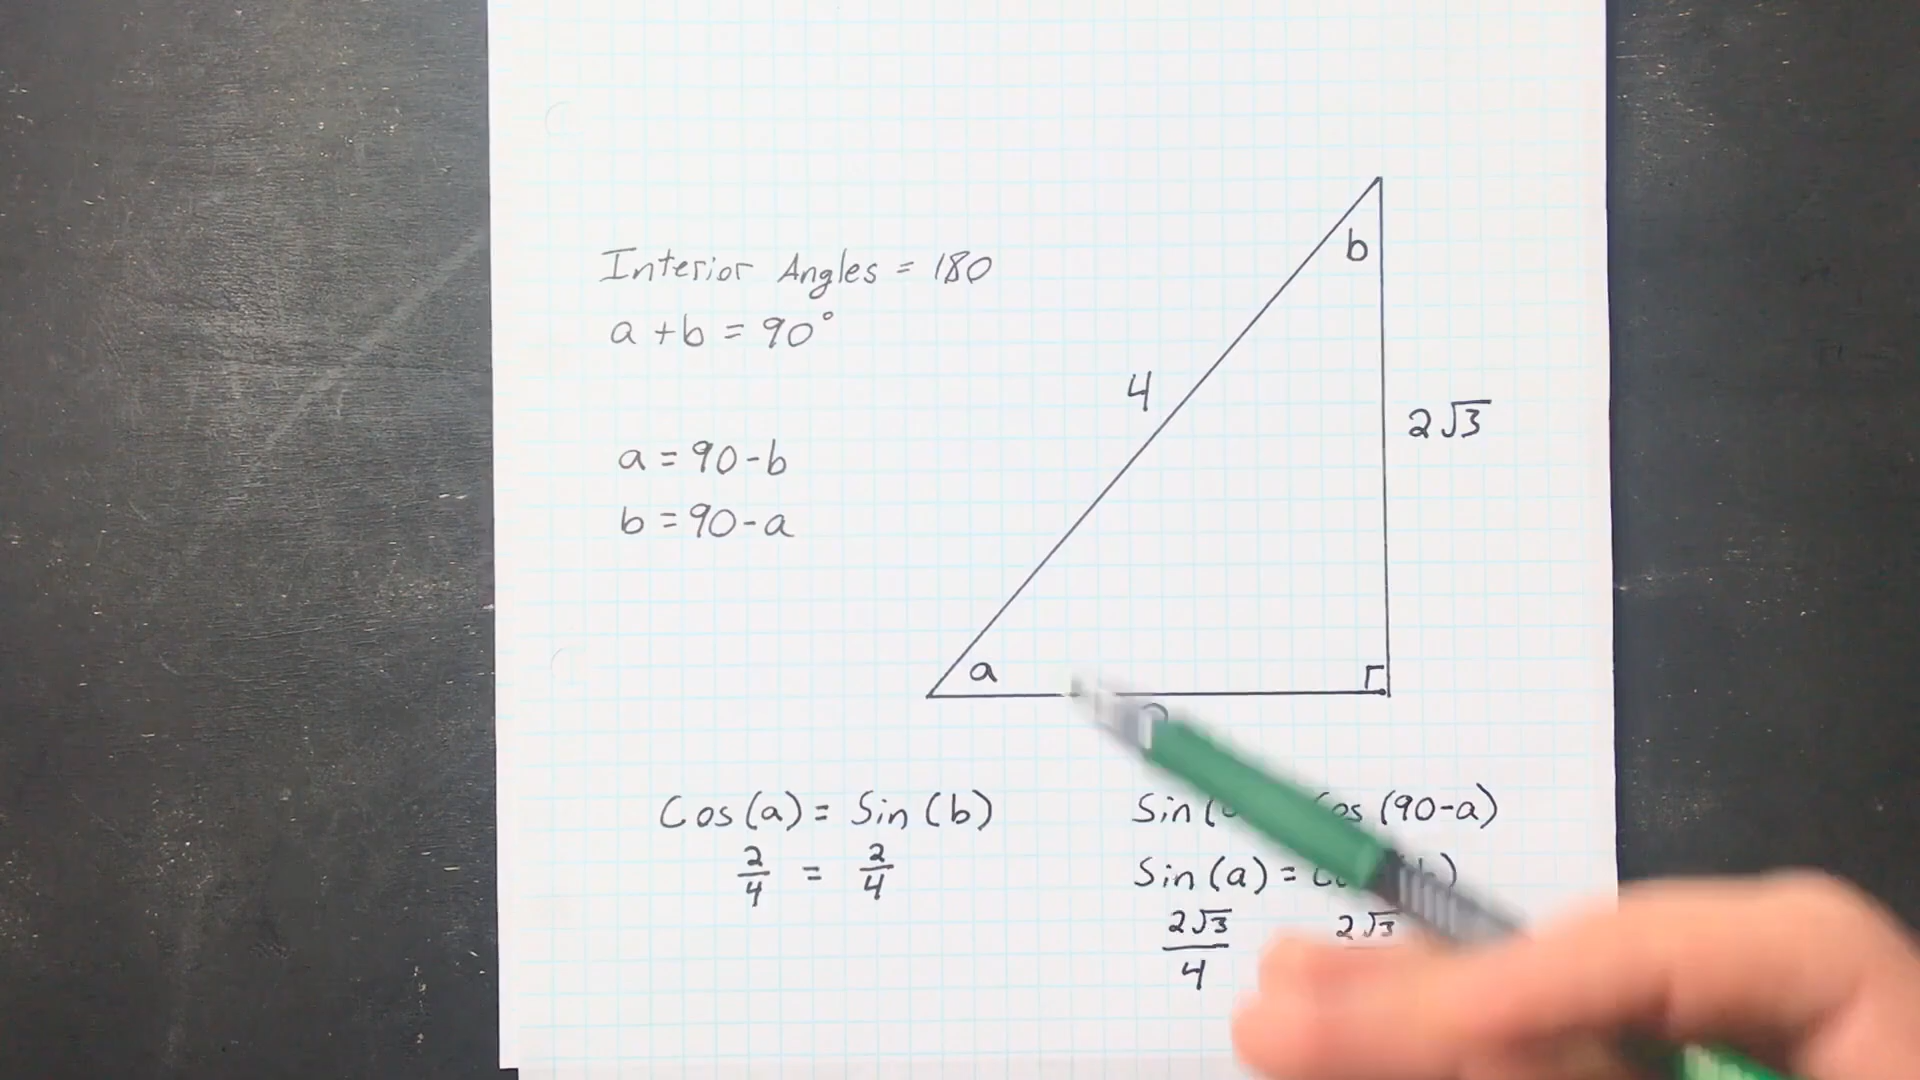 Interior Angles = 180
a + b = 90°
a = 90 - b
b = 90 - a
b
4
2√3
a
Cos(a) = Sin(b)
2/4 = 2/4
Sin( Cos (90-a)
Sin(a) =
2√3/4 2√3